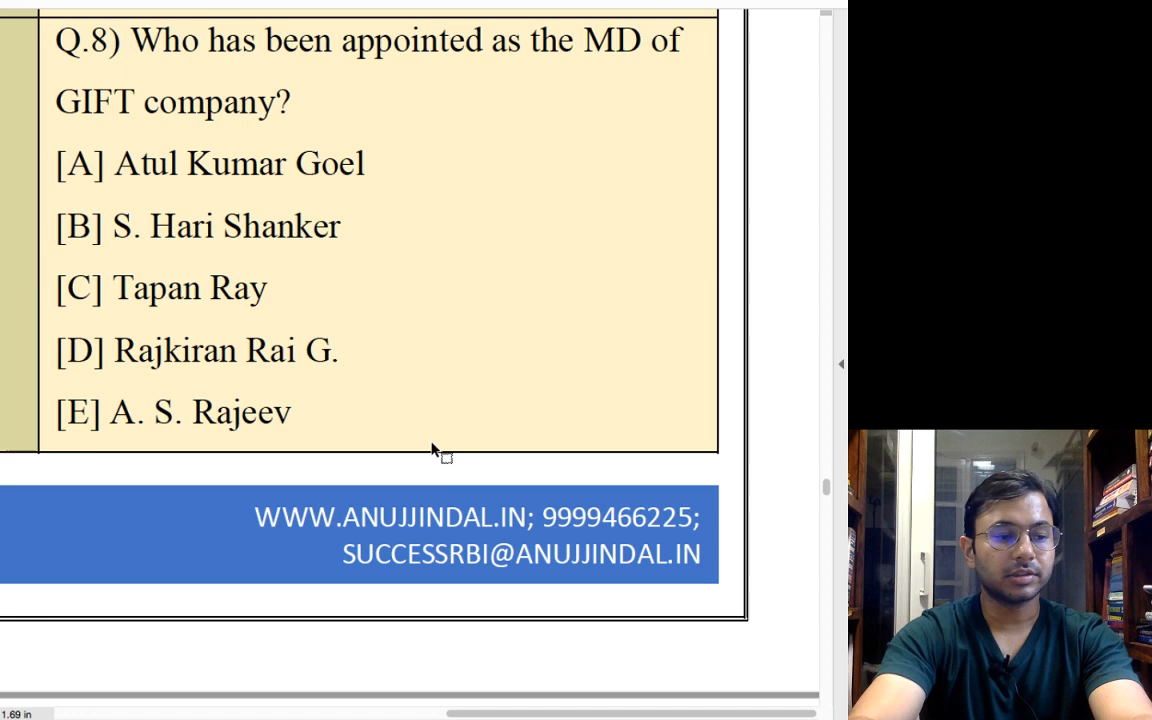 Q.8) Who has been appointed as the MD of
GIFT company?
[A] Atul Kumar Goel
[B] S. Hari Shanker
[C] Tapan Ray
[D] Rajkiran Rai G.
[E] A. S. Rajeev
WWW.ANUJJINDAL.IN; 9999466225;
SUCCESSRBI@ANUJJINDAL.IN
1.69 in